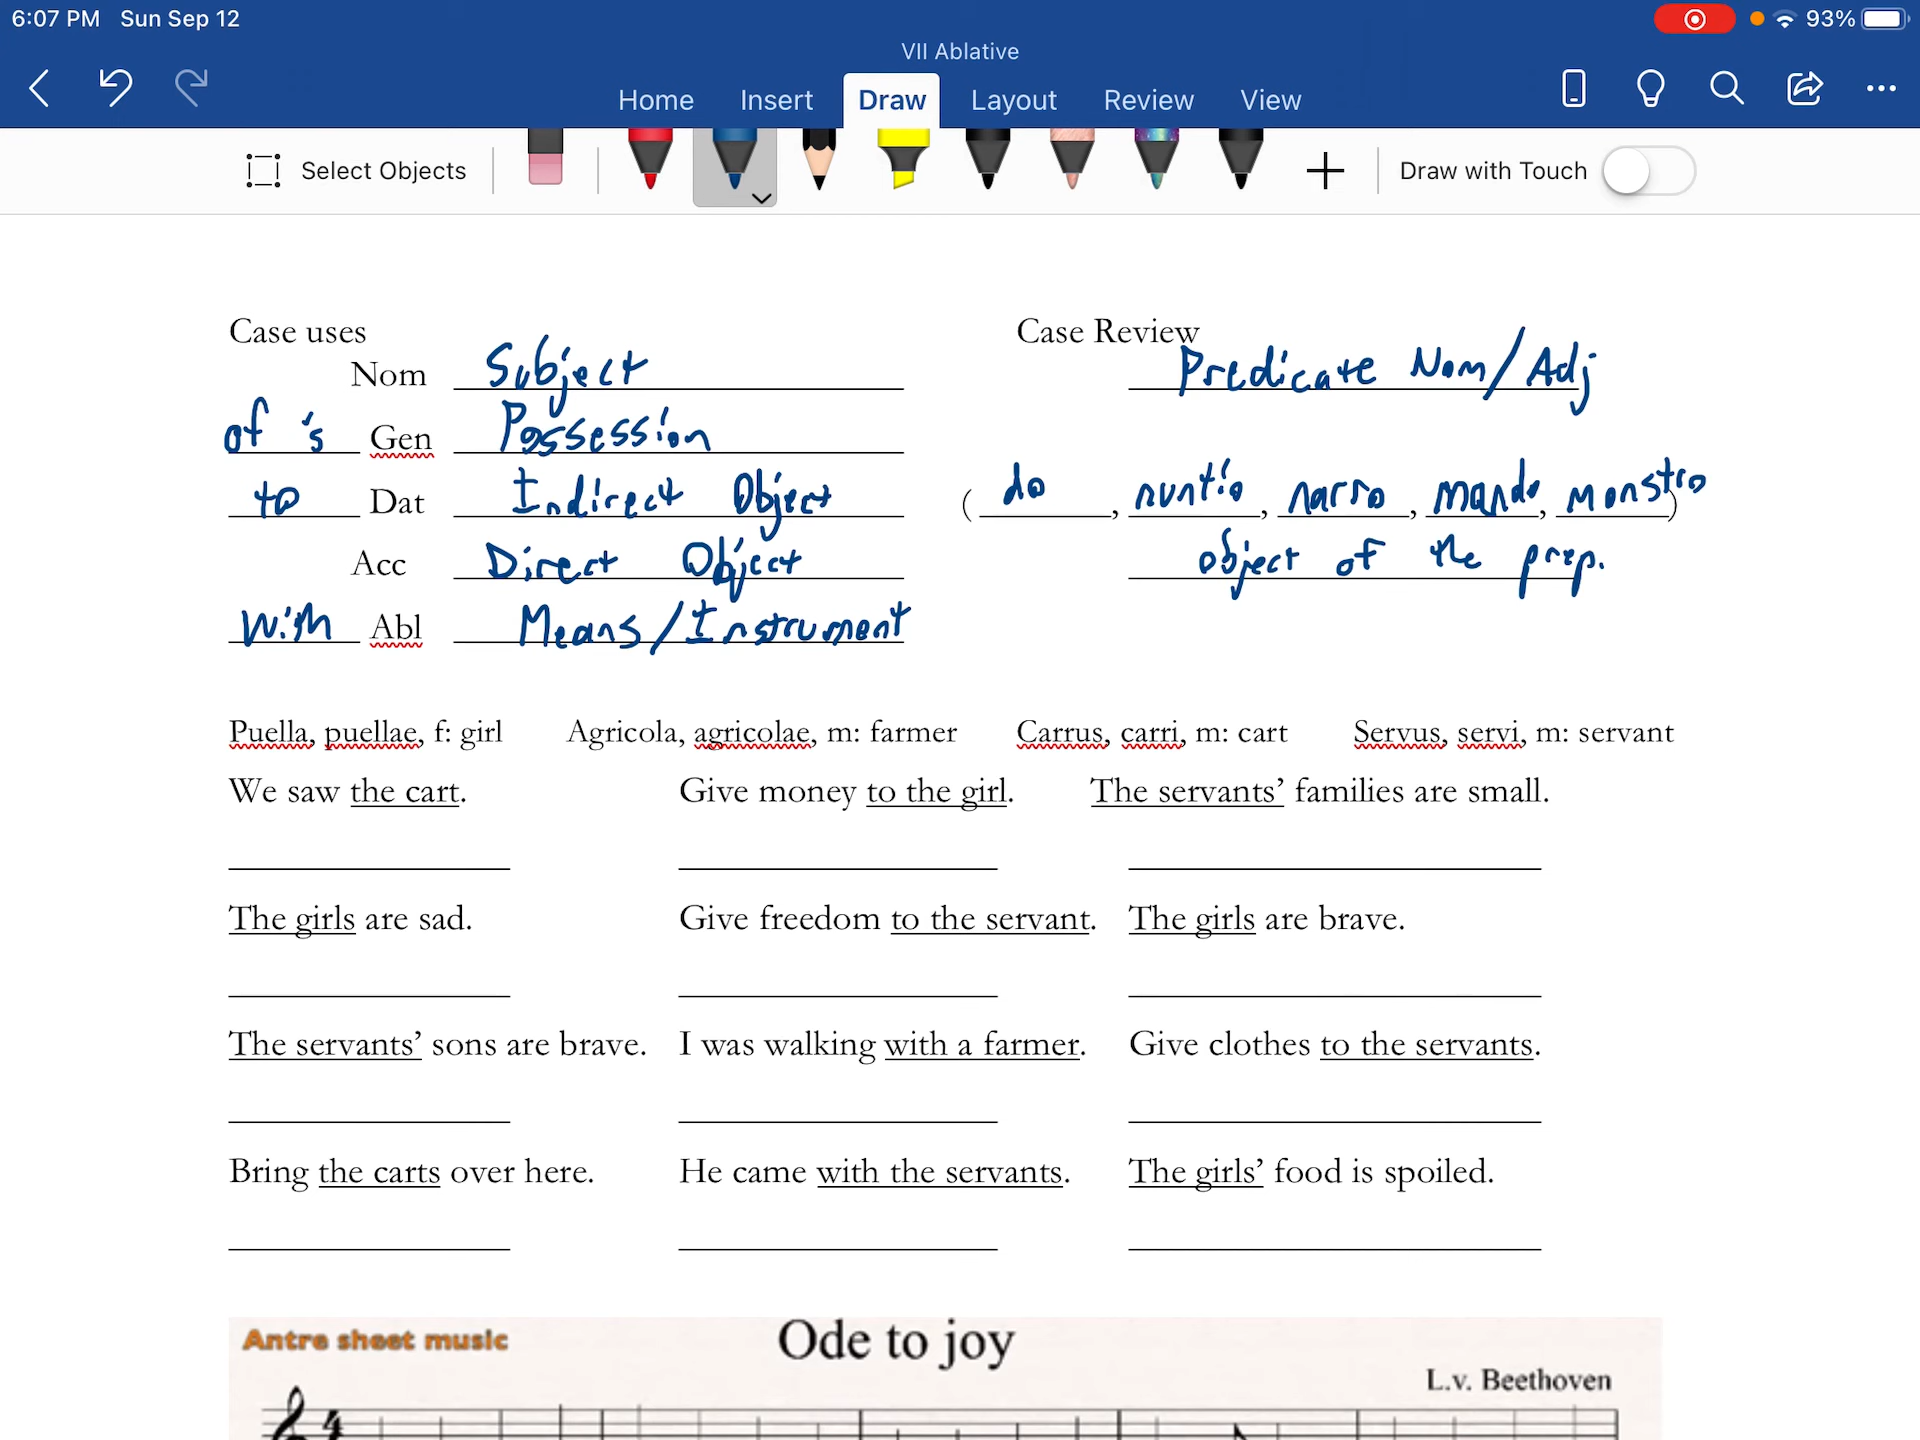 6:07 PM Sun Sep 12 93%
VII Ablative
Home Insert Draw Layout Review View
Select Objects Draw with Touch
Case uses Case Review
Nom Subject Predicate Nom/Adj
of 's Gen Possession
to Dat Indirect Object (do, nuntio, narro, mando, monstro)
Acc Direct Object object of the prep.
with Abl Means/Instrument
Puella, puellae, f: girl Agricola, agricolae, m: farmer Carrus, carri, m: cart Servus, servi, m: servant
We saw the cart. Give money to the girl. The servants’ families are small.
The girls are sad. Give freedom to the servant. The girls are brave.
The servants’ sons are brave. I was walking with a farmer. Give clothes to the servants.
Bring the carts over here. He came with the servants. The girls’ food is spoiled.
Antre sheet music Ode to joy
L.v. Beethoven
4